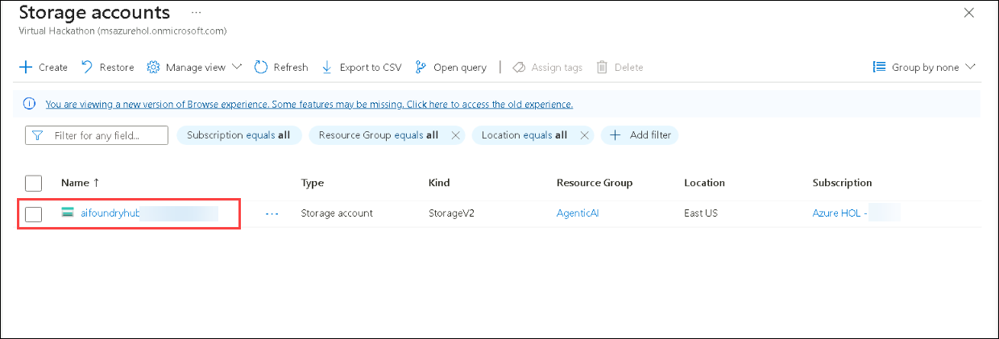 Storage accounts ...
Virtual Hackathon (msazurehol.onmicrosoft.com)
Create Restore Manage view Refresh Export to CSV Open query Assign tags Delete Group by none
You are viewing a new version of Browse experience. Some features may be missing. Click here to access the old experience.
Filter for any field... Subscription equals all Resource Group equals all Location equals all Add filter
Name ↑ Type Kind Resource Group Location Subscription
aifoundryhub ... Storage account StorageV2 AgenticAI East US Azure HOL -